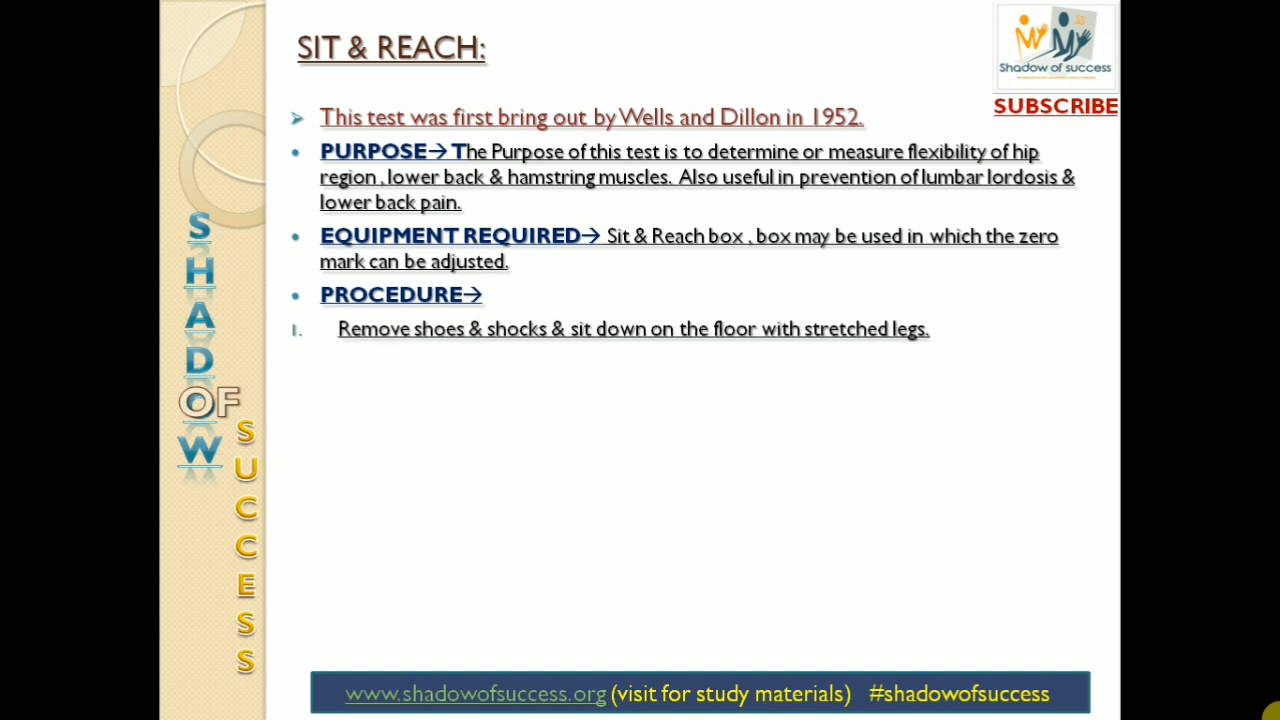 SIT & REACH:
Shadow of success
SUBSCRIBE
➢ This test was first bring out by Wells and Dillon in 1952.
• PURPOSE→ The Purpose of this test is to determine or measure flexibility of hip
region , lower back & hamstring muscles. Also useful in prevention of lumbar lordosis &
lower back pain.
• EQUIPMENT REQUIRED→ Sit & Reach box , box may be used in which the zero
mark can be adjusted.
• PROCEDURE→
1. Remove shoes & shocks & sit down on the floor with stretched legs.
SHADOW
OF
SUCCESS
www.shadowofsuccess.org (visit for study materials) #shadowofsuccess